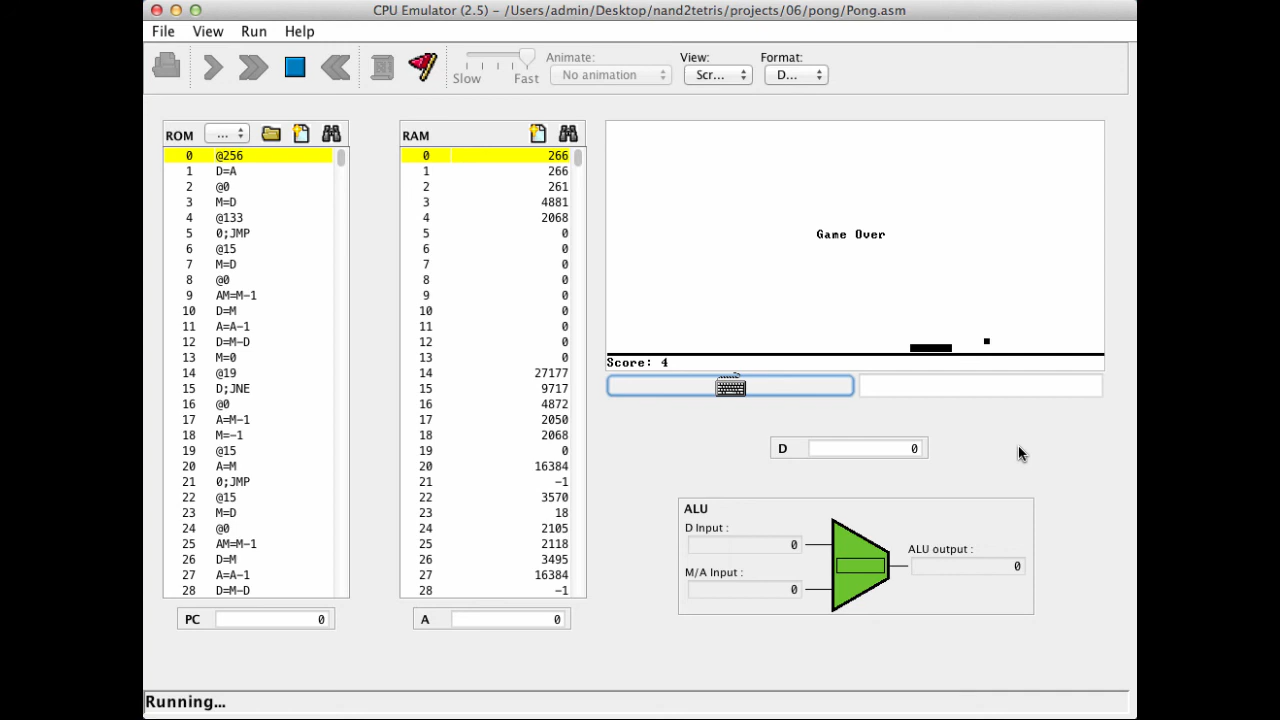 CPU Emulator (2.5) - /Users/admin/Desktop/nand2tetris/projects/06/pong/Pong.asm
File View Run Help
Slow Fast
Animate:
No animation
View:
Scr...
Format:
D...
ROM ...
0 @256
1 D=A
2 @0
3 M=D
4 @133
5 0;JMP
6 @15
7 M=D
8 @0
9 AM=M-1
10 D=M
11 A=A-1
12 D=M-D
13 M=0
14 @19
15 D;JNE
16 @0
17 A=M-1
18 M=-1
19 @15
20 A=M
21 0;JMP
22 @15
23 M=D
24 @0
25 AM=M-1
26 D=M
27 A=A-1
28 D=M-D
PC 0
RAM
0 266
1 266
2 261
3 4881
4 2068
5 0
6 0
7 0
8 0
9 0
10 0
11 0
12 0
13 0
14 27177
15 9717
16 4872
17 2050
18 2068
19 0
20 16384
21 -1
22 3570
23 18
24 2105
25 2118
26 3495
27 16384
28 -1
A 0
Game Over
Score: 4
D 0
ALU
D Input :
0
M/A Input :
0
ALU output :
0
Running...